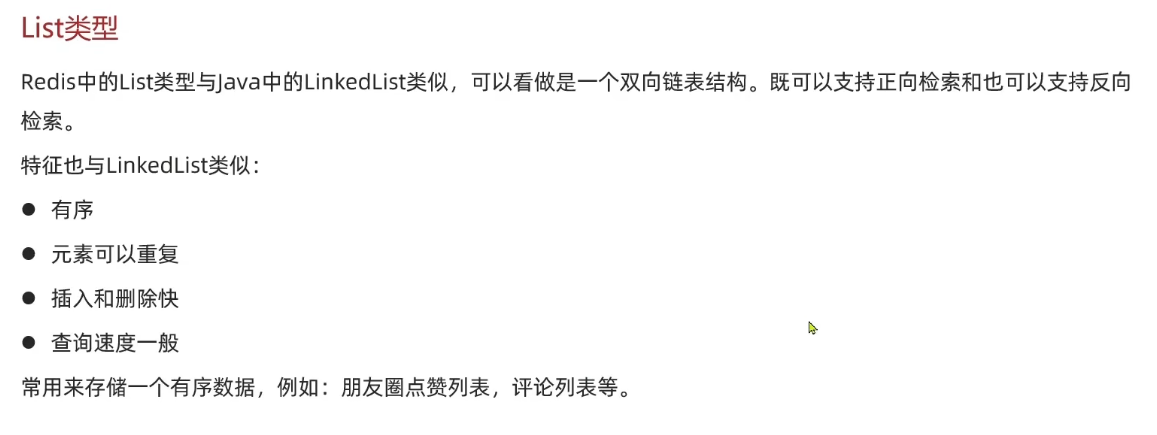 List类型
Redis中的List类型与Java中的LinkedList类似，可以看做是一个双向链表结构。既可以支持正向检索和也可以支持反向
检索。
特征也与LinkedList类似：
● 有序
● 元素可以重复
● 插入和删除快
● 查询速度一般
常用来存储一个有序数据，例如：朋友圈点赞列表，评论列表等。